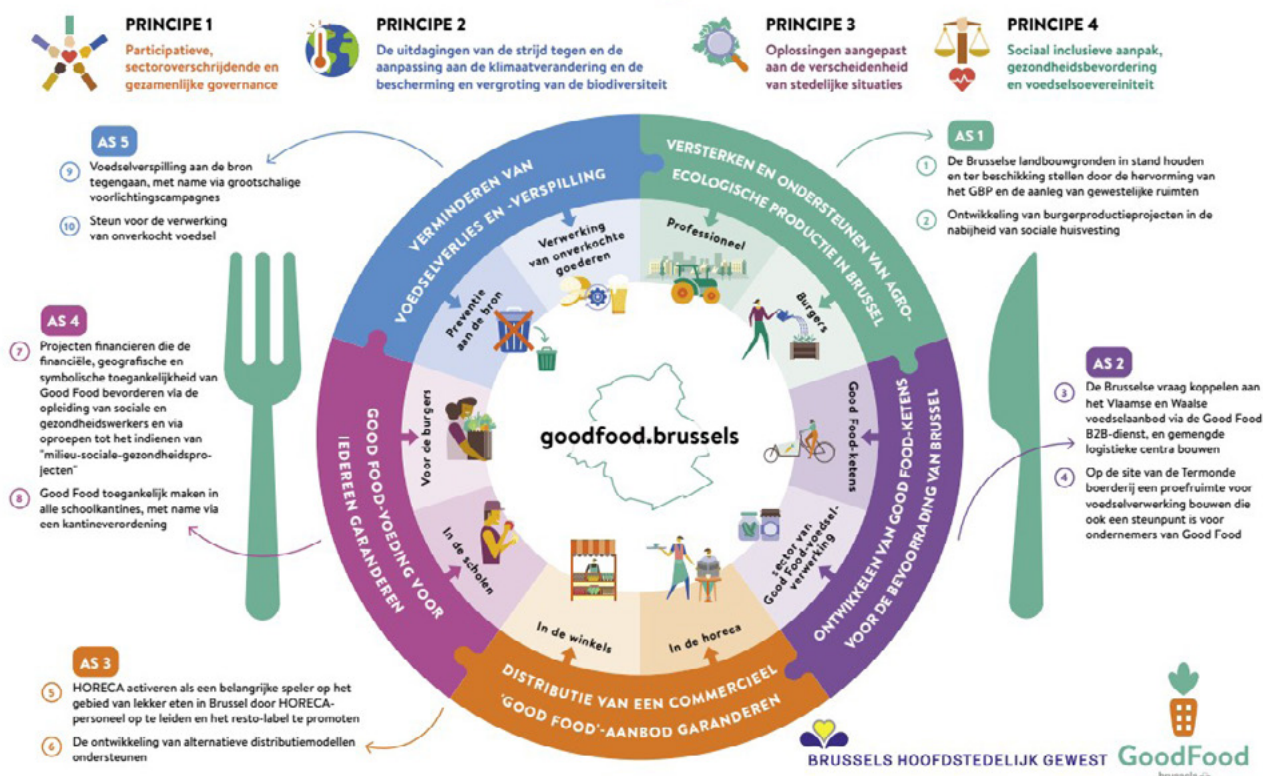 PRINCIPE 1
Participatieve,
sectoroverschrijdende en
gezamenlijke governance
PRINCIPE 2
De uitdagingen van de strijd tegen en de
aanpassing aan de klimaatverandering en de
bescherming en vergroting van de biodiversiteit
PRINCIPE 3
Oplossingen aangepast
aan de verscheidenheid
van stedelijke situaties
PRINCIPE 4
Sociaal inclusieve aanpak,
gezondheidsbevordering
en voedselsoevereiniteit
AS 1
1 De Brusselse landbouwgronden in stand houden
en ter beschikking stellen door de hervorming van
het GBP en de aanleg van gewestelijke ruimten
2 Ontwikkeling van burgerproductieprojecten in de
nabijheid van sociale huisvesting
AS 2
3 De Brusselse vraag koppelen aan
het Vlaamse en Waalse
voedselaanbod via de Good Food
B2B-dienst, en gemengde
logistieke centra bouwen
4 Op de site van de Termonde
boerderij een proefruimte voor
voedselverwerking bouwen die
ook een steunpunt is voor
ondernemers van Good Food
AS 3
5 HORECA activeren als een belangrijke speler op het
gebied van lekker eten in Brussel door HORECA-
personeel op te leiden en het resto-label te promoten
6 De ontwikkeling van alternatieve distributiemodellen
ondersteunen
AS 4
7 Projecten financieren die de
financiële, geografische en
symbolische toegankelijkheid van
Good Food bevorderen via de
opleiding van sociale en
gezondheidswerkers en via
oproepen tot het indienen van
"milieu-sociale-gezondheidspro-
jecten"
8 Good Food toegankelijk maken in
alle schoolkantines, met name via
een kantineverordening
AS 5
9 Voedselverspilling aan de bron
tegengaan, met name via grootschalige
voorlichtingscampagnes
10 Steun voor de verwerking
van onverkocht voedsel
VERSTERKEN EN ONDERSTEUNEN VAN AGRO-
ECOLOGISCHE PRODUCTIE IN BRUSSEL
Professioneel
Burgers
ONTWIKKELEN VAN GOOD FOOD-KETENS
VOOR DE BEVOORRADING VAN BRUSSEL
Good Food-ketens
sector van
Good Food-voedsel-
verwerking
DISTRIBUTIE VAN EEN COMMERCIEEL
'GOOD FOOD'-AANBOD GARANDEREN
In de horeca
In de winkels
GOOD FOOD-VOEDING VOOR
IEDEREEN GARANDEREN
In de scholen
Voor de burgers
VERMINDEREN VAN
VOEDSELVERLIES EN -VERSPILLING
Preventie
aan de bron
Verwerking
van onverkochte
goederen
goodfood.brussels
BRUSSELS HOOFDSTEDELIJK GEWEST
GoodFood
brussels